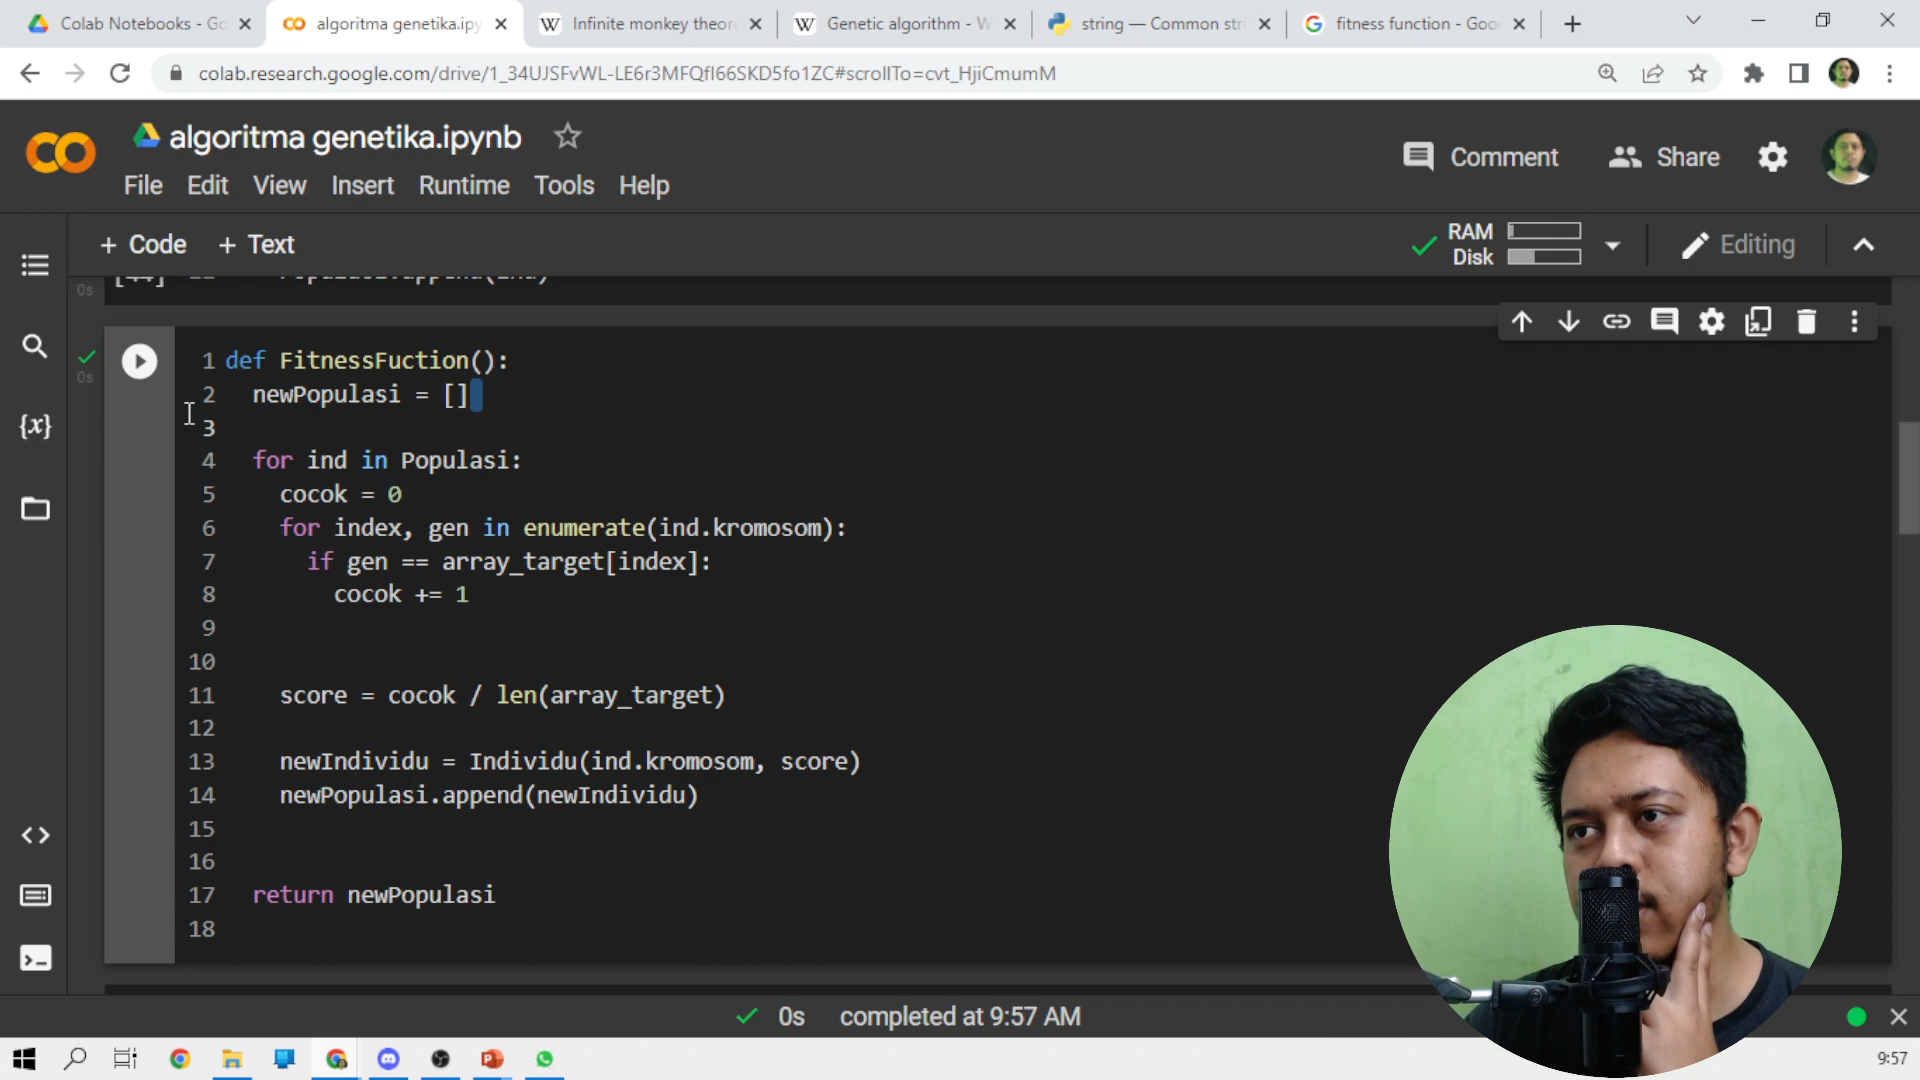 Colab Notebooks - Go
algoritma genetika.ipy
Infinite monkey theor
Genetic algorithm - W
string — Common str
fitness function - Goo
colab.research.google.com/drive/1_34UJSFvWL-LE6r3MFQfI66SKD5fo1ZC#scrollTo=cvt_HjiCmumM
algoritma genetika.ipynb
Comment
Share
File Edit View Insert Runtime Tools Help
+ Code + Text
RAM
Disk
Editing
0s
0s
1 def FitnessFuction():
2 newPopulasi = []
3
4 for ind in Populasi:
5 cocok = 0
6 for index, gen in enumerate(ind.kromosom):
7 if gen == array_target[index]:
8 cocok += 1
9
10
11 score = cocok / len(array_target)
12
13 newIndividu = Individu(ind.kromosom, score)
14 newPopulasi.append(newIndividu)
15
16
17 return newPopulasi
18
{x}
0s completed at 9:57 AM
9:57